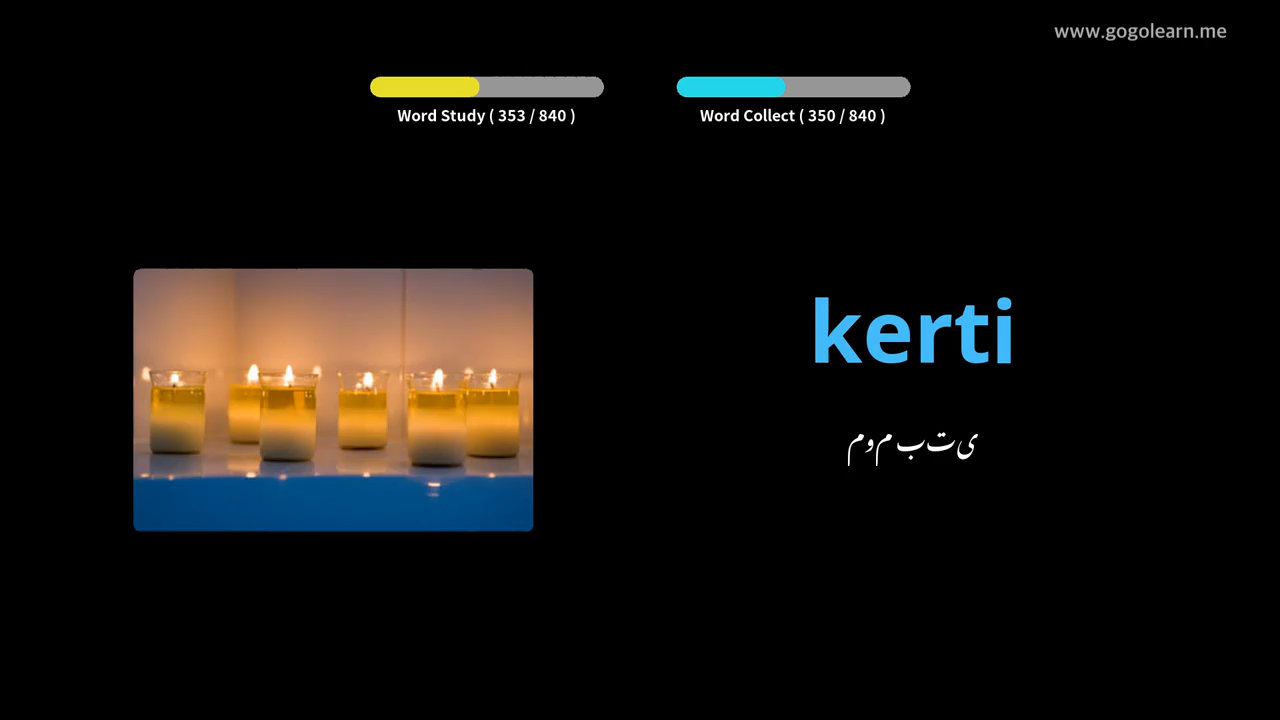 www.gogolearn.me
Word Study ( 353 / 840 )
Word Collect ( 350 / 840 )
kerti
موم بتی